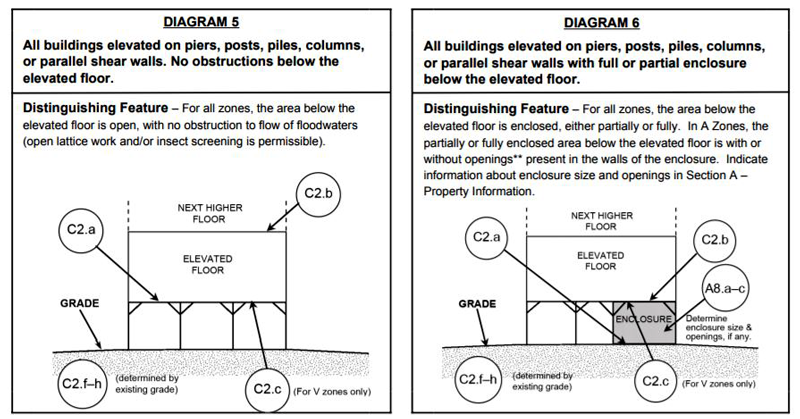 DIAGRAM 5
All buildings elevated on piers, posts, piles, columns,
or parallel shear walls. No obstructions below the
elevated floor.
Distinguishing Feature – For all zones, the area below the
elevated floor is open, with no obstruction to flow of floodwaters
(open lattice work and/or insect screening is permissible).
C2.b
NEXT HIGHER
FLOOR
C2.a
ELEVATED
FLOOR
GRADE
C2.f–h
(determined by
existing grade)
C2.c
(For V zones only)
DIAGRAM 6
All buildings elevated on piers, posts, piles, columns,
or parallel shear walls with full or partial enclosure
below the elevated floor.
Distinguishing Feature – For all zones, the area below the
elevated floor is enclosed, either partially or fully. In A Zones, the
partially or fully enclosed area below the elevated floor is with or
without openings** present in the walls of the enclosure. Indicate
information about enclosure size and openings in Section A –
Property Information.
NEXT HIGHER
FLOOR
C2.a
C2.b
ELEVATED
FLOOR
A8.a–c
GRADE
ENCLOSURE
Determine
enclosure size &
openings, if any.
C2.f–h
(determined by
existing grade)
C2.c
(For V zones only)